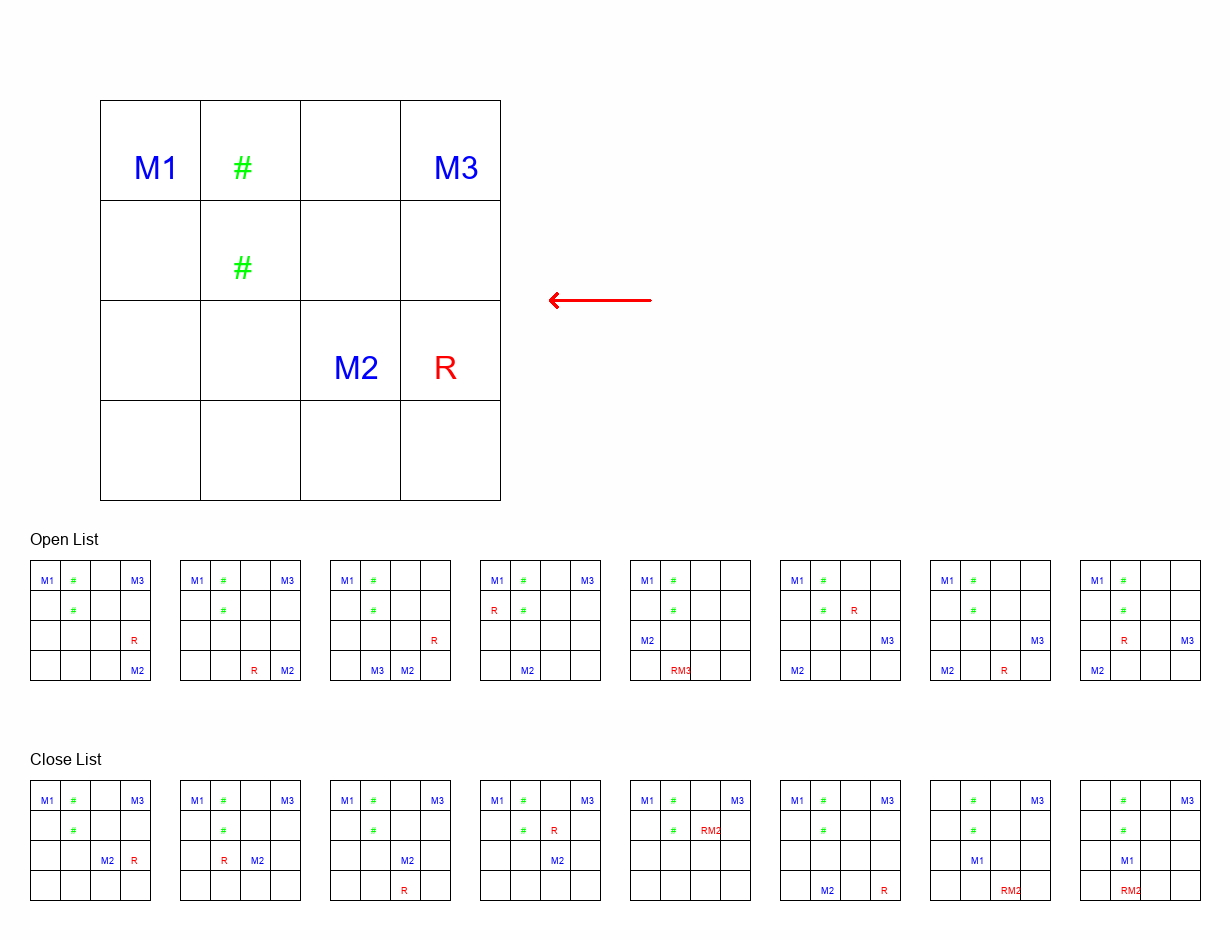 M1 # M3
#
M2 R
Open List
M1 # M3 M1 # M3 M1 # M1 # M3 M1 # M1 # M1 # M1 #
# # # R # # # R # #
R R M2 M3 M3 R M3
M2 R M2 M3 M2 M2 RM3 M2 M2 R M2
Close List
M1 # M3 M1 # M3 M1 # M3 M1 # M3 M1 # M3 M1 # M3 # M3 # M3
# # # # R # RM2 # # #
M2 R R M2 M2 M2 M1 M1
R M2 R RM2 RM2